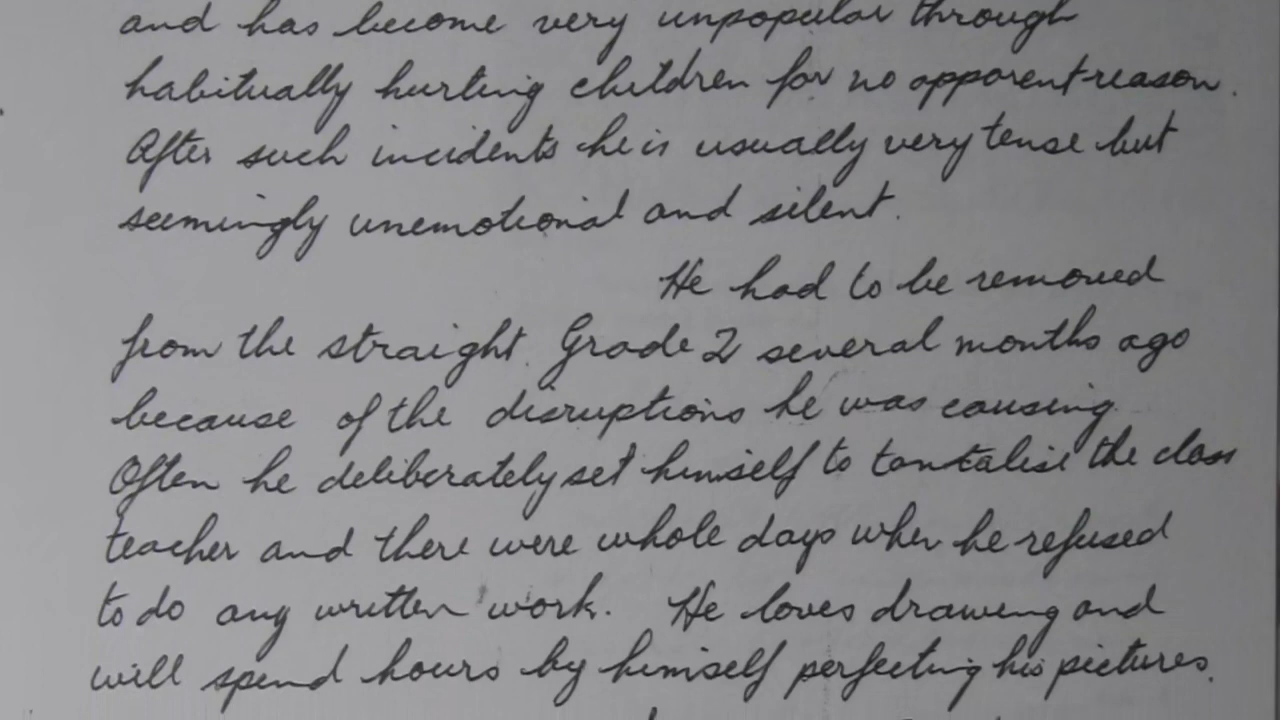 and has become very unpopular through
habitually hurting children for no apparent reason.
After such incidents he is usually very tense but
seemingly unemotional and silent.
He had to be removed
from the straight Grade 2 several months ago
because of the disruptions he was causing.
Often he deliberately set himself to tantalise the class
teacher and there were whole days when he refused
to do any written work. He loves drawing and
will spend hours by himself perfecting his pictures.